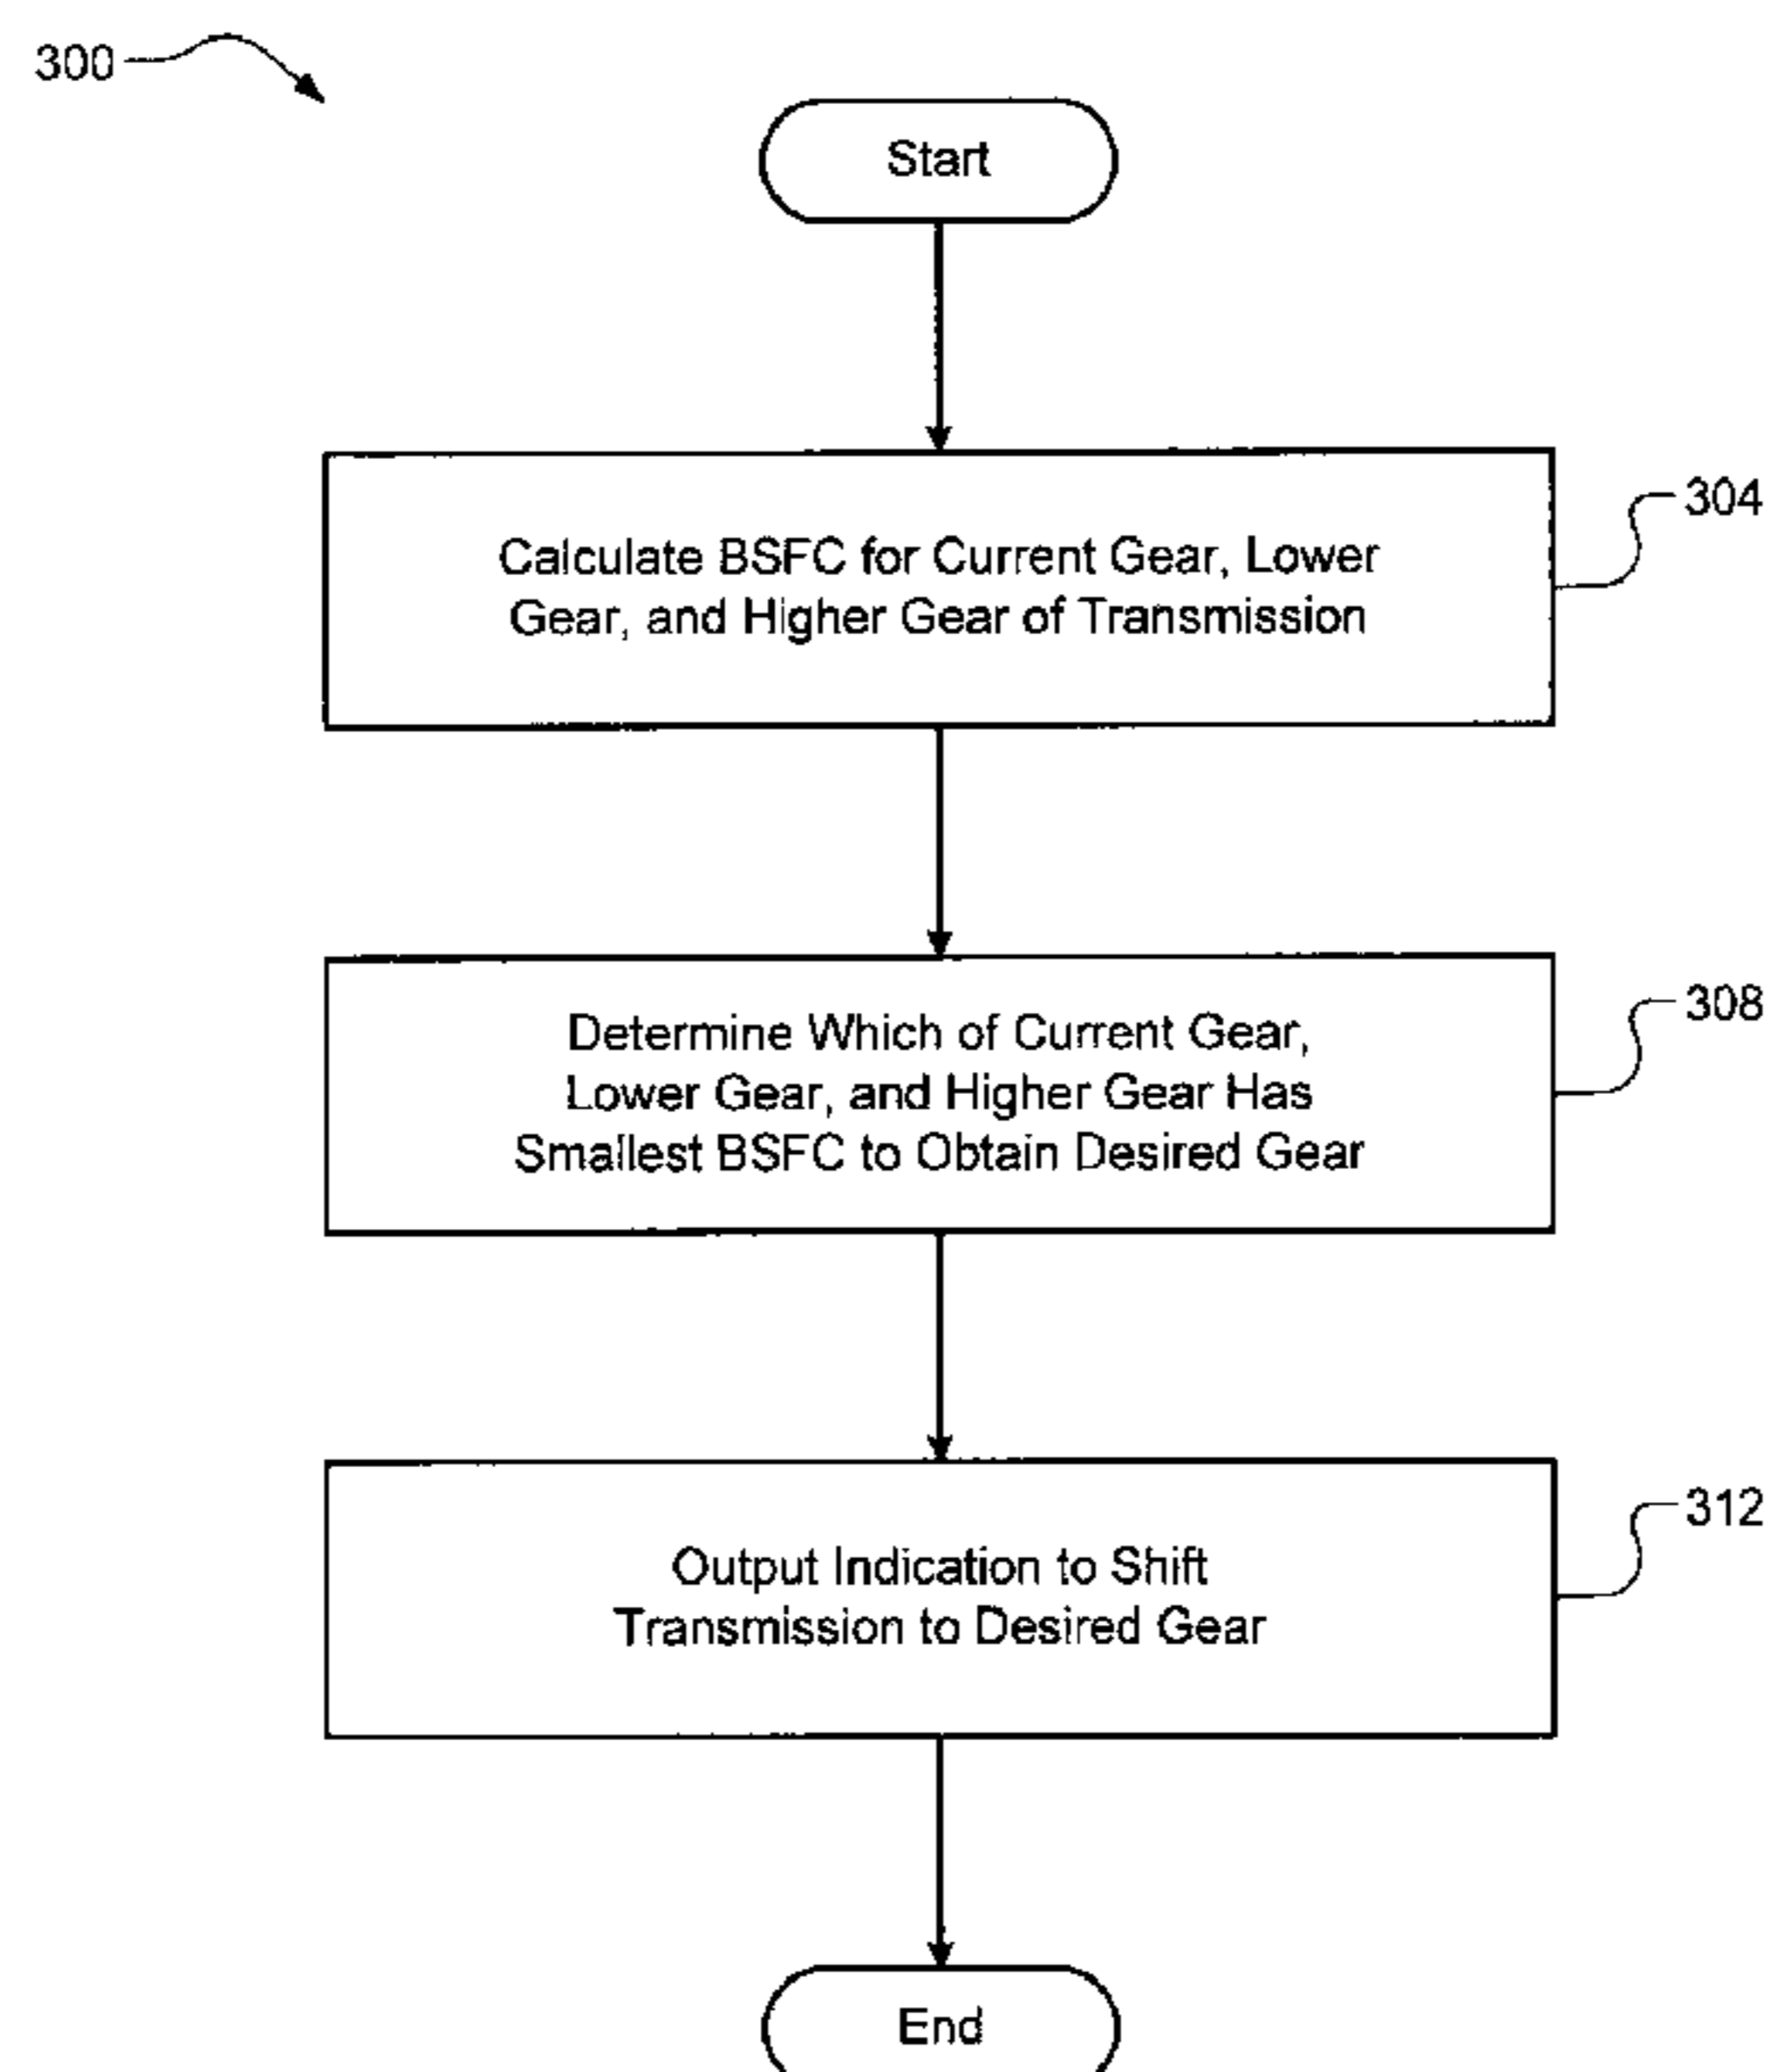 300
Start
304
Calculate BSFC for Current Gear, Lower
Gear, and Higher Gear of Transmission
308
Determine Which of Current Gear,
Lower Gear, and Higher Gear Has
Smallest BSFC to Obtain Desired Gear
312
Output Indication to Shift
Transmission to Desired Gear
End